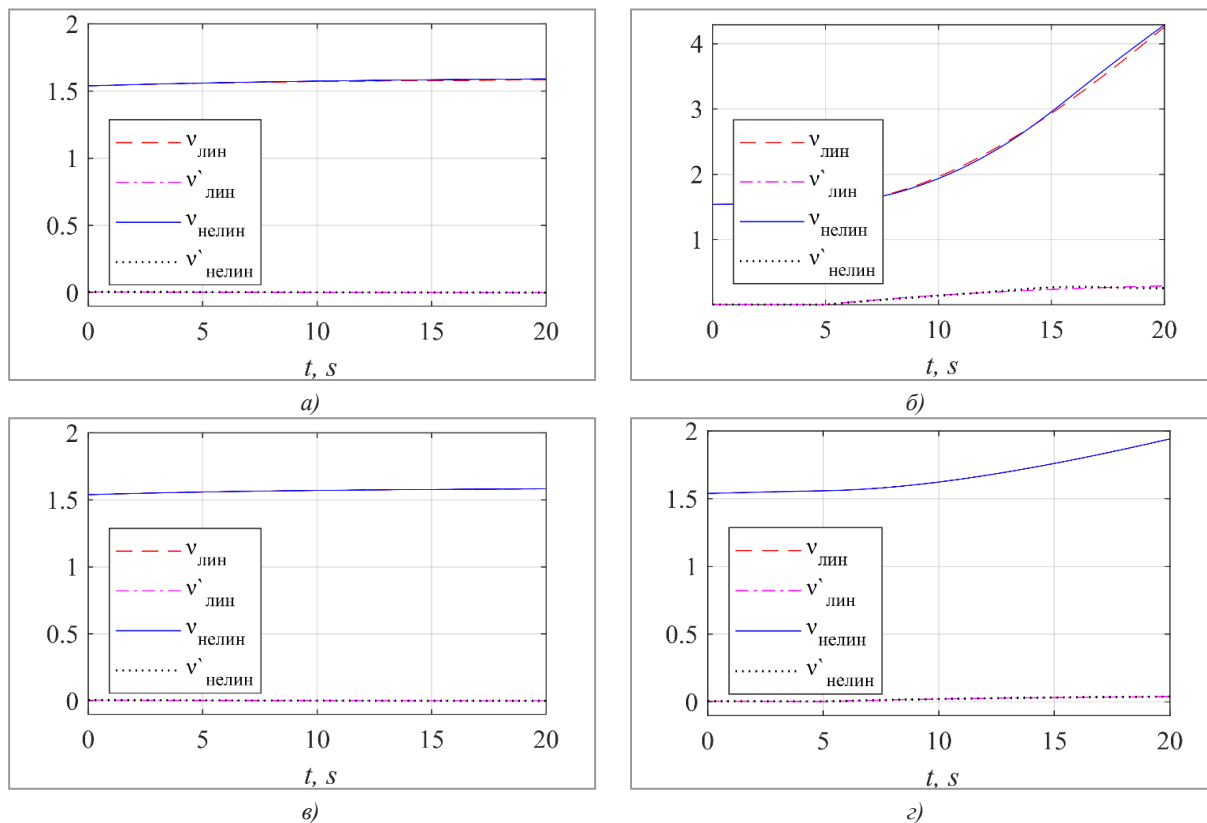 2
1.5
1
0.5
0
ν лин
ν` лин
ν нелин
ν` нелин
0 5 10 15 20
t, s
а)
4
3
2
1
ν лин
ν` лин
ν нелин
ν` нелин
0 5 10 15 20
t, s
б)
2
1.5
1
0.5
0
ν лин
ν` лин
ν нелин
ν` нелин
0 5 10 15 20
t, s
в)
2
1.5
1
0.5
0
ν лин
ν` лин
ν нелин
ν` нелин
0 5 10 15 20
t, s
г)